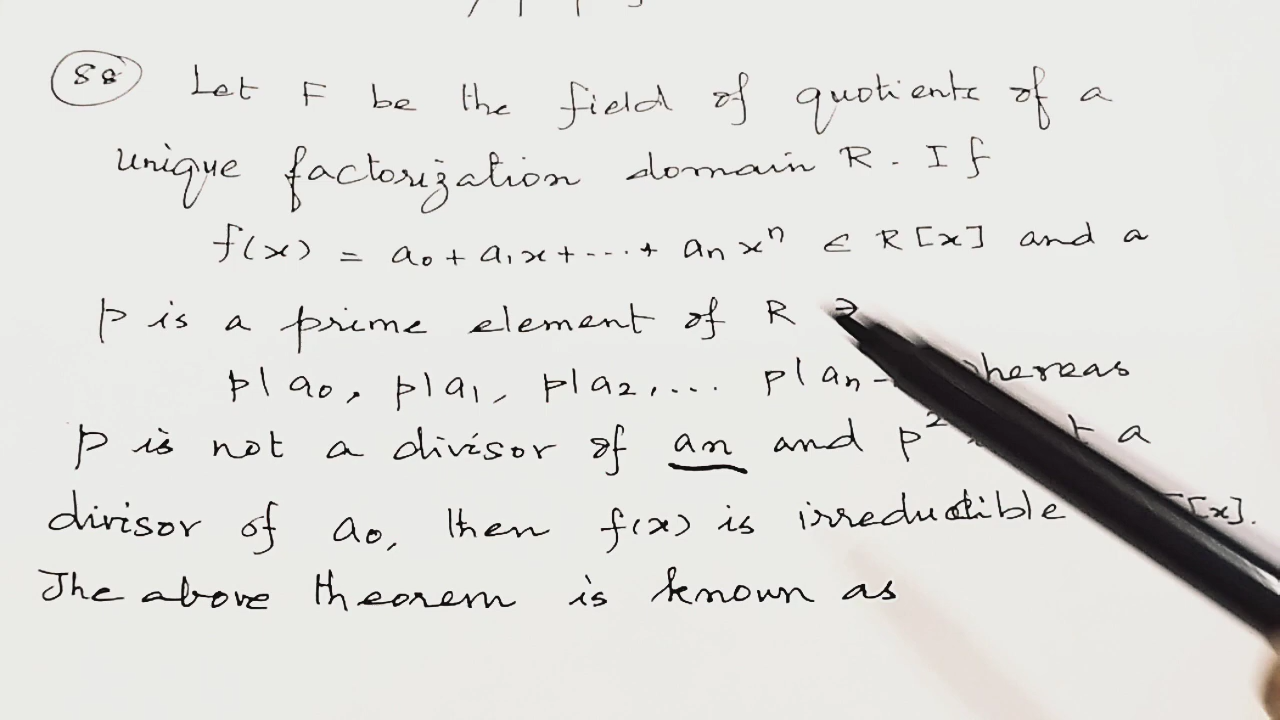 58 Let F be the field of quotients of a
unique factorization domain R. If
f(x) = a₀ + a₁x + ... + aₙxⁿ ∈ R[x] and a
p is a prime element of R ∋
p | a₀, p | a₁, p | a₂, ... p | aₙ₋
p is not a divisor of aₙ and p² a
divisor of a₀, then f(x) is irreducible [x].
The above theorem is known as